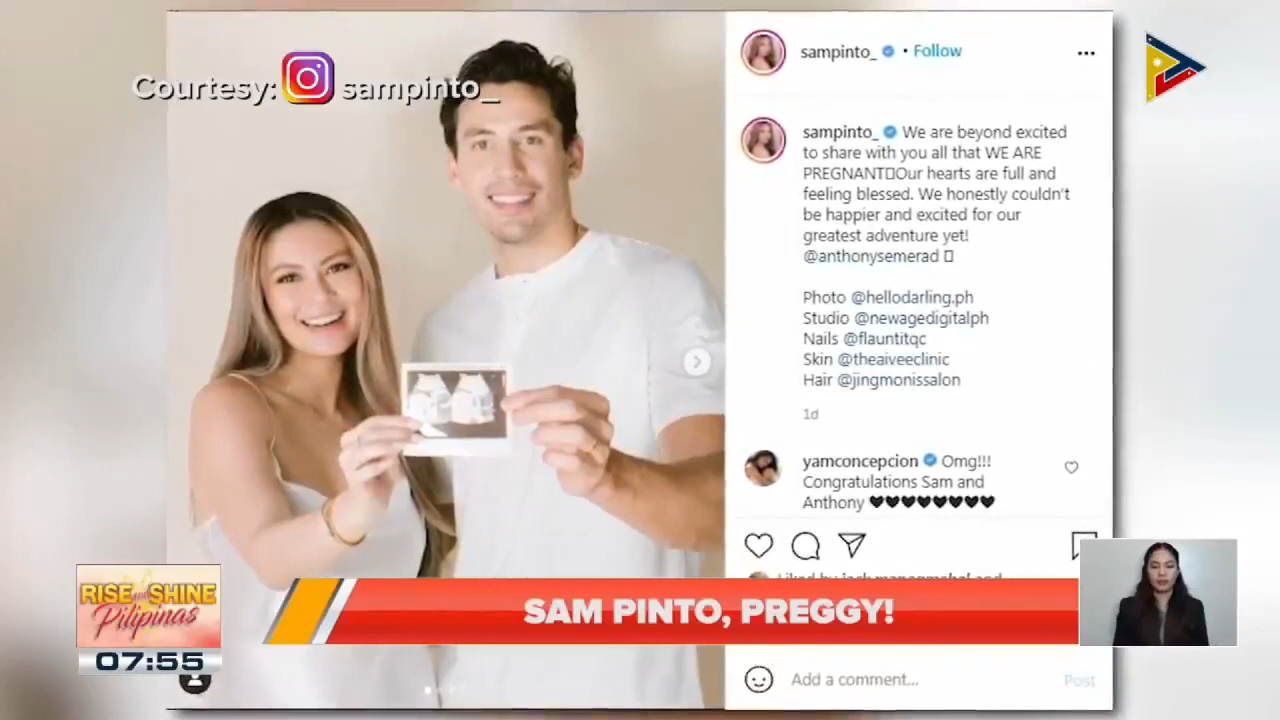 Courtesy: sampinto_
sampinto_ • Follow
sampinto_ We are beyond excited
to share with you all that WE ARE
PREGNANT▯Our hearts are full and
feeling blessed. We honestly couldn't
be happier and excited for our
greatest adventure yet!
@anthonysemerad ▯
Photo @hellodarling.ph
Studio @newagedigitalph
Nails @flauntitqc
Skin @theaiveeclinic
Hair @jingmonissalon
1d
yamconcepcion Omg!!!
Congratulations Sam and
Anthony 🖤🖤🖤🖤🖤🖤🖤🖤
Liked by
SAM PINTO, PREGGY!
RISE and SHINE
Pilipinas
07:55
Add a comment... Post